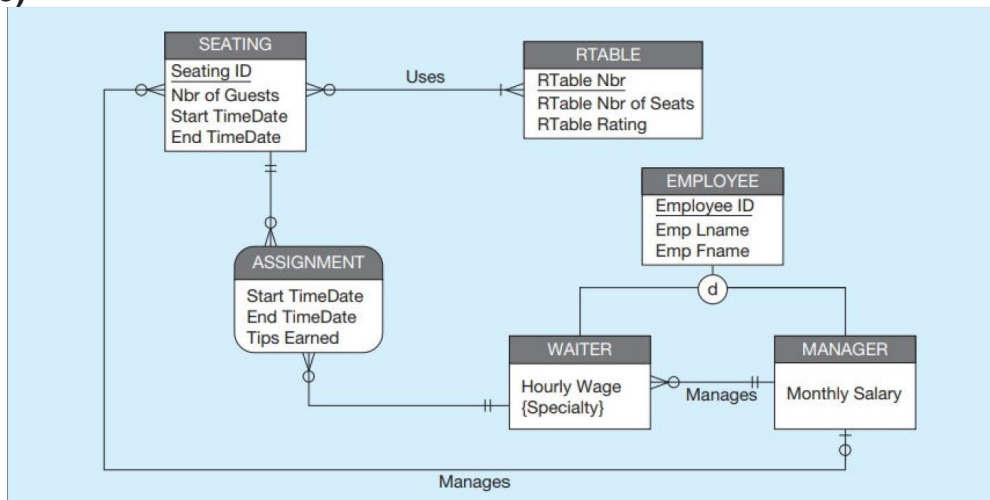 SEATING
Seating ID
Nbr of Guests
Start TimeDate
End TimeDate
Uses
RTABLE
RTable Nbr
RTable Nbr of Seats
RTable Rating
EMPLOYEE
Employee ID
Emp Lname
Emp Fname
d
ASSIGNMENT
Start TimeDate
End TimeDate
Tips Earned
WAITER
Hourly Wage
{Specialty}
Manages
MANAGER
Monthly Salary
Manages